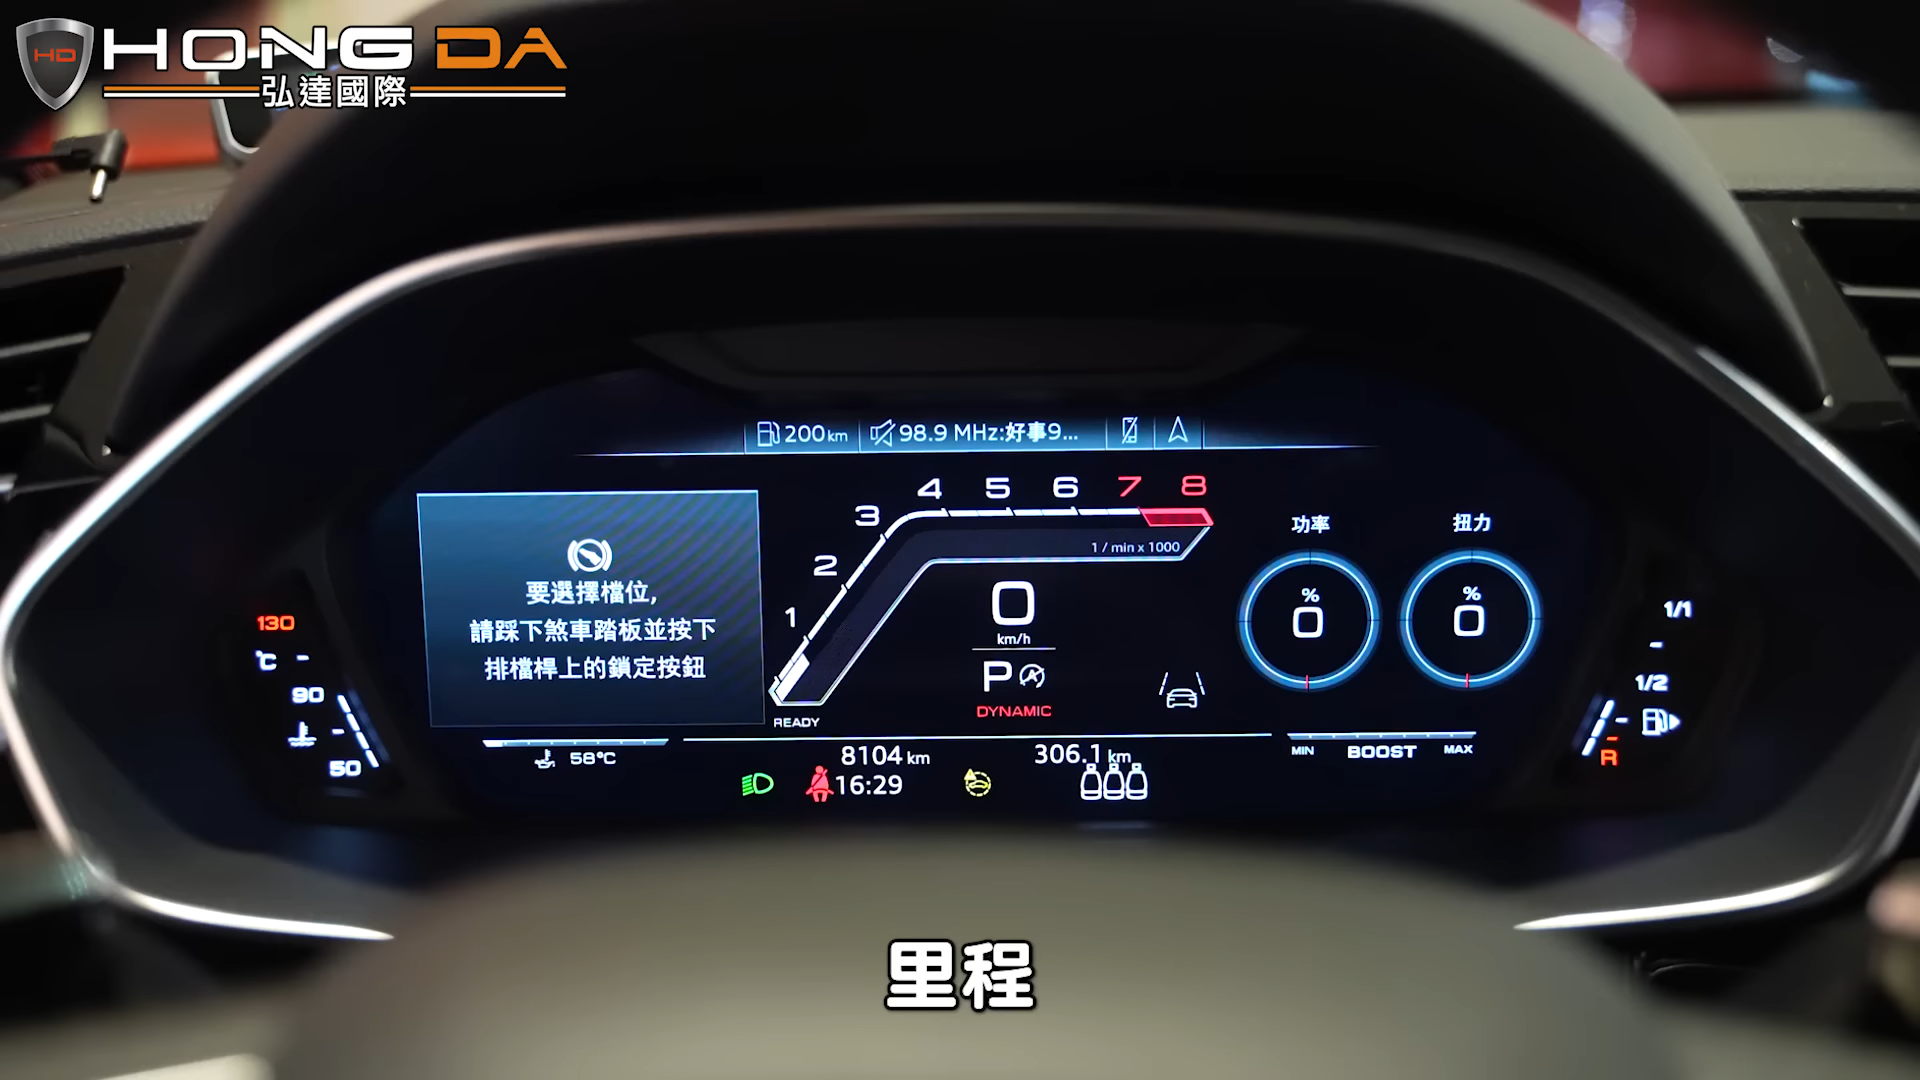 HD
HONG DA
弘達國際
200 km
98.9 MHz:好事9...
要選擇檔位,
請踩下煞車踏板並按下
排檔桿上的鎖定按鈕
1 2 3 4 5 6 7 8
1 / min x 1000
0
km/h
P
A
DYNAMIC
READY
功率
%
0
扭力
%
0
130
°C
90
50
1/1
1/2
R
58°C
8104 km
306.1 km
16:29
MIN BOOST MAX
里程